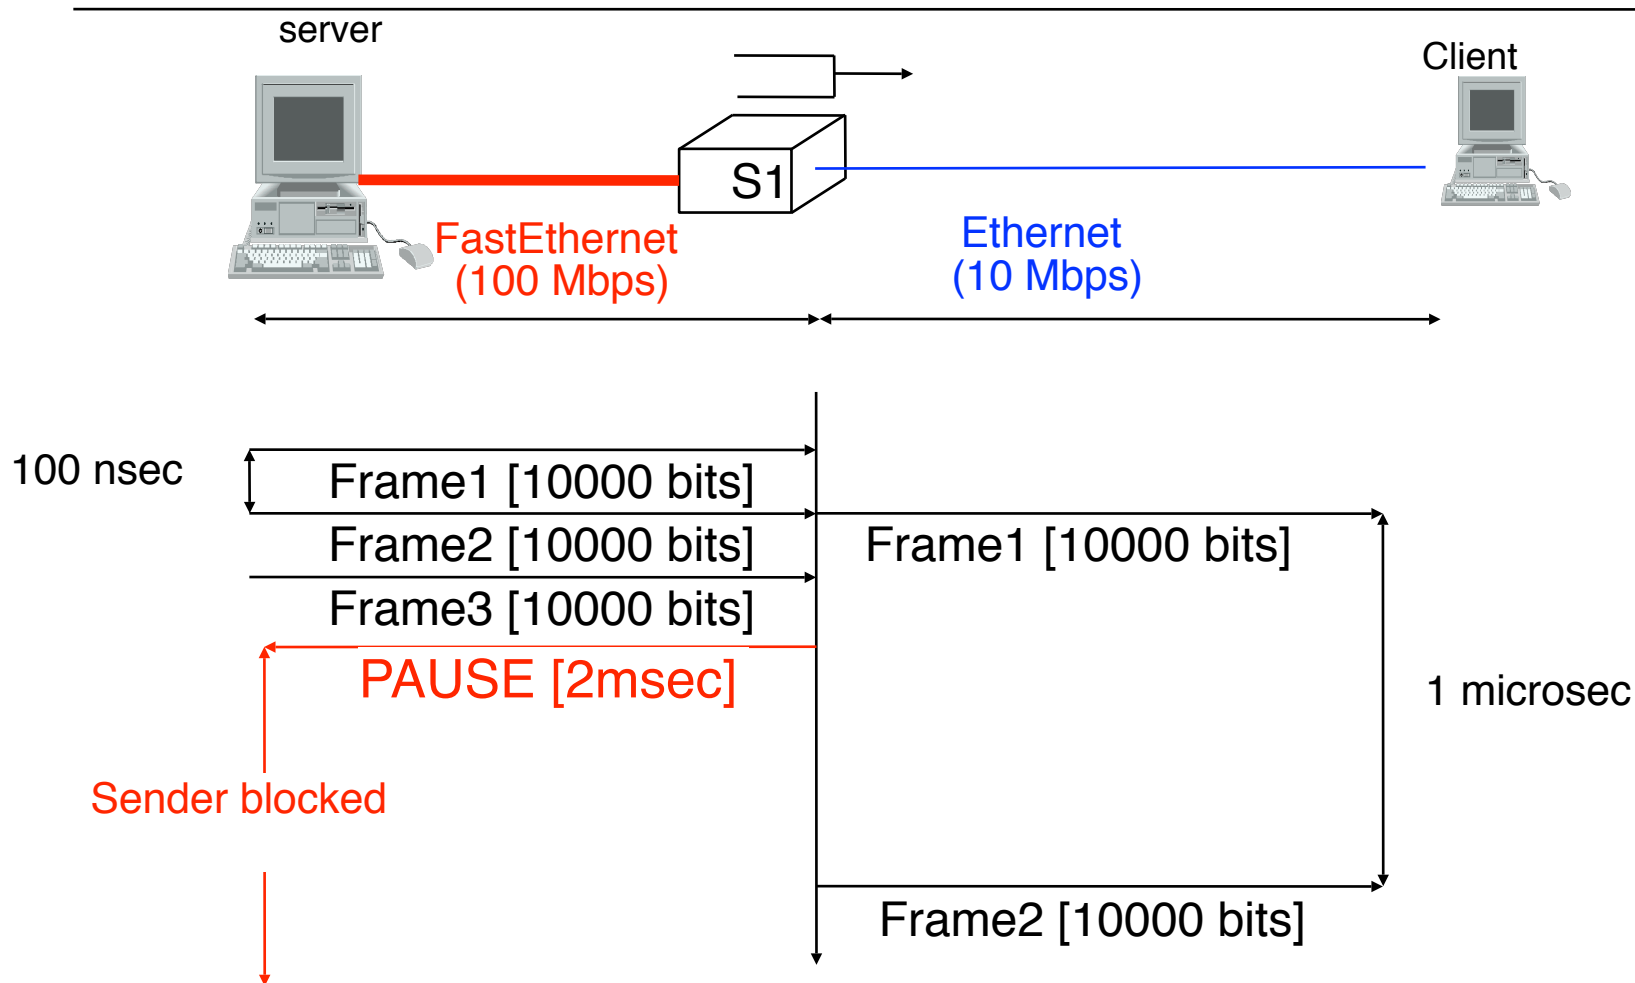 server
Client
S1
FastEthernet
(100 Mbps)
Ethernet
(10 Mbps)
100 nsec
Frame1 [10000 bits]
Frame2 [10000 bits]
Frame1 [10000 bits]
Frame3 [10000 bits]
PAUSE [2msec]
1 microsec
Sender blocked
Frame2 [10000 bits]